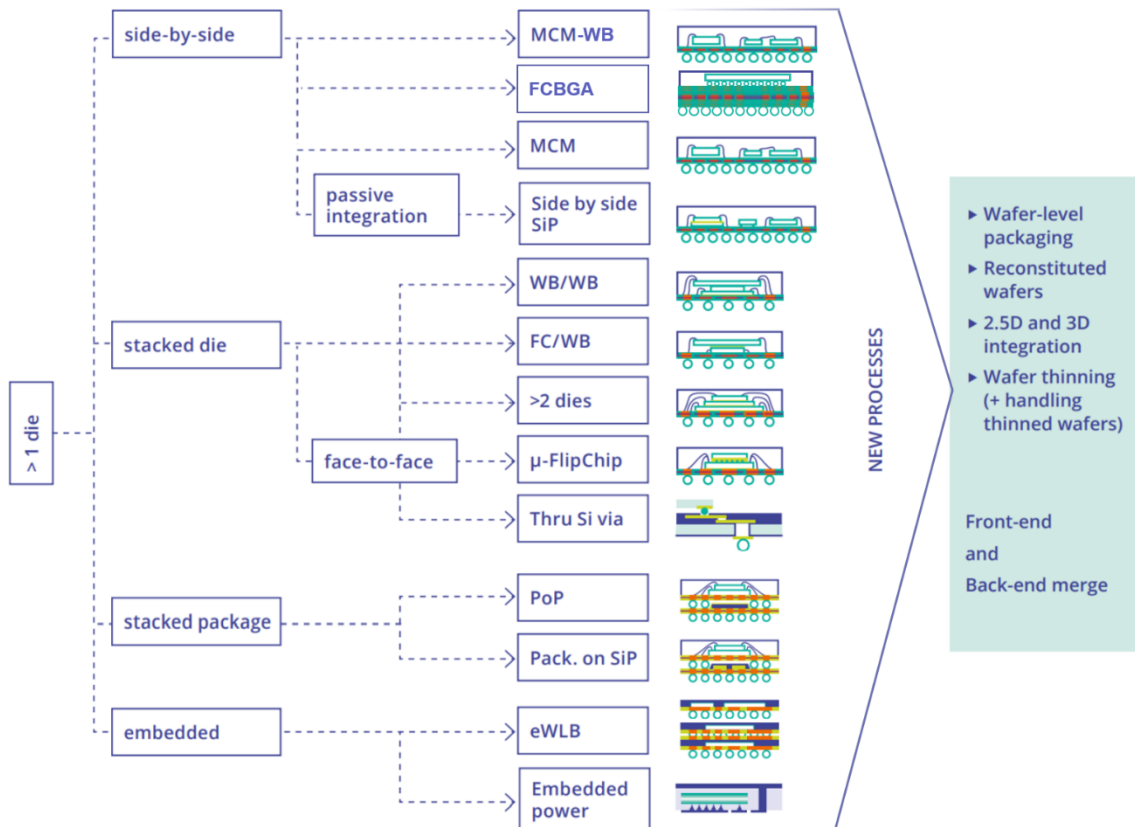 > 1 die
side-by-side
stacked die
stacked package
embedded
passive
integration
face-to-face
MCM-WB
FCBGA
MCM
Side by side
SiP
WB/WB
FC/WB
>2 dies
μ-FlipChip
Thru Si via
PoP
Pack. on SiP
eWLB
Embedded
power
NEW PROCESSES
▸ Wafer-level
packaging
▸ Reconstituted
wafers
▸ 2.5D and 3D
integration
▸ Wafer thinning
(+ handling
thinned wafers)
Front-end
and
Back-end merge